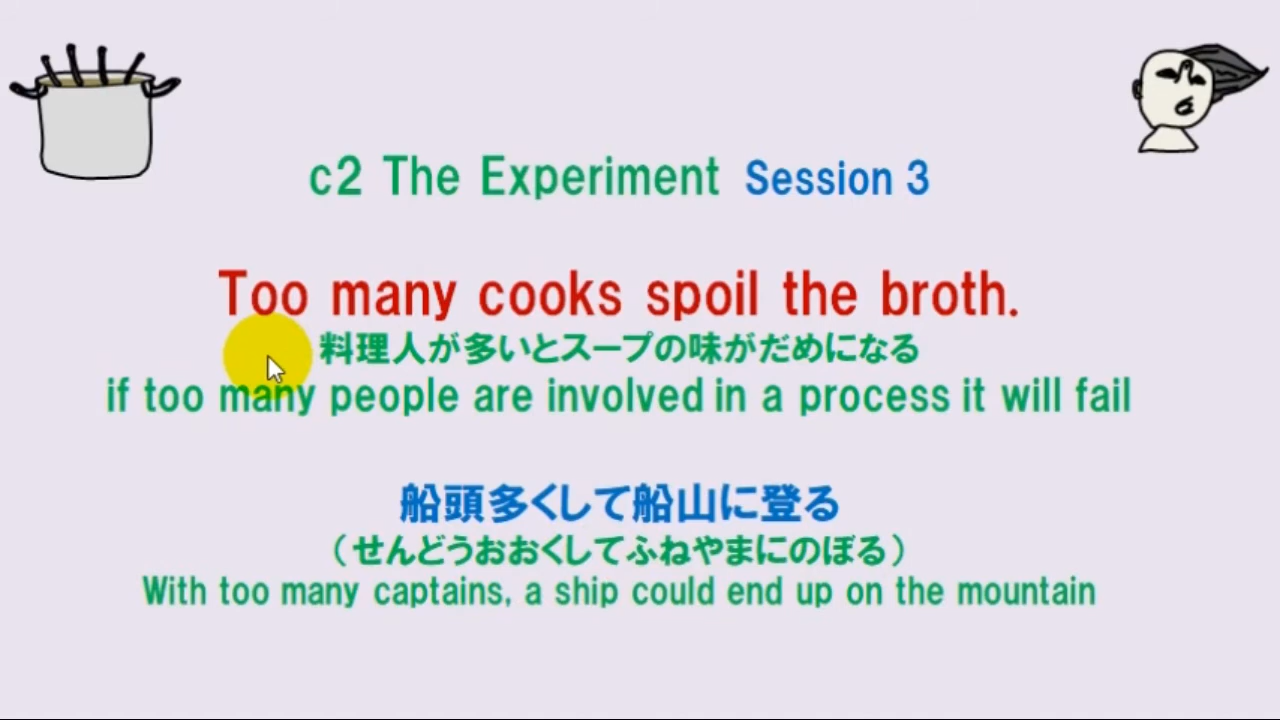 c2 The Experiment Session 3
Too many cooks spoil the broth.
料理人が多いとスープの味がだめになる
if too many people are involved in a process it will fail
船頭多くして船山に登る
（せんどうおおくしてふねやまにのぼる）
With too many captains, a ship could end up on the mountain